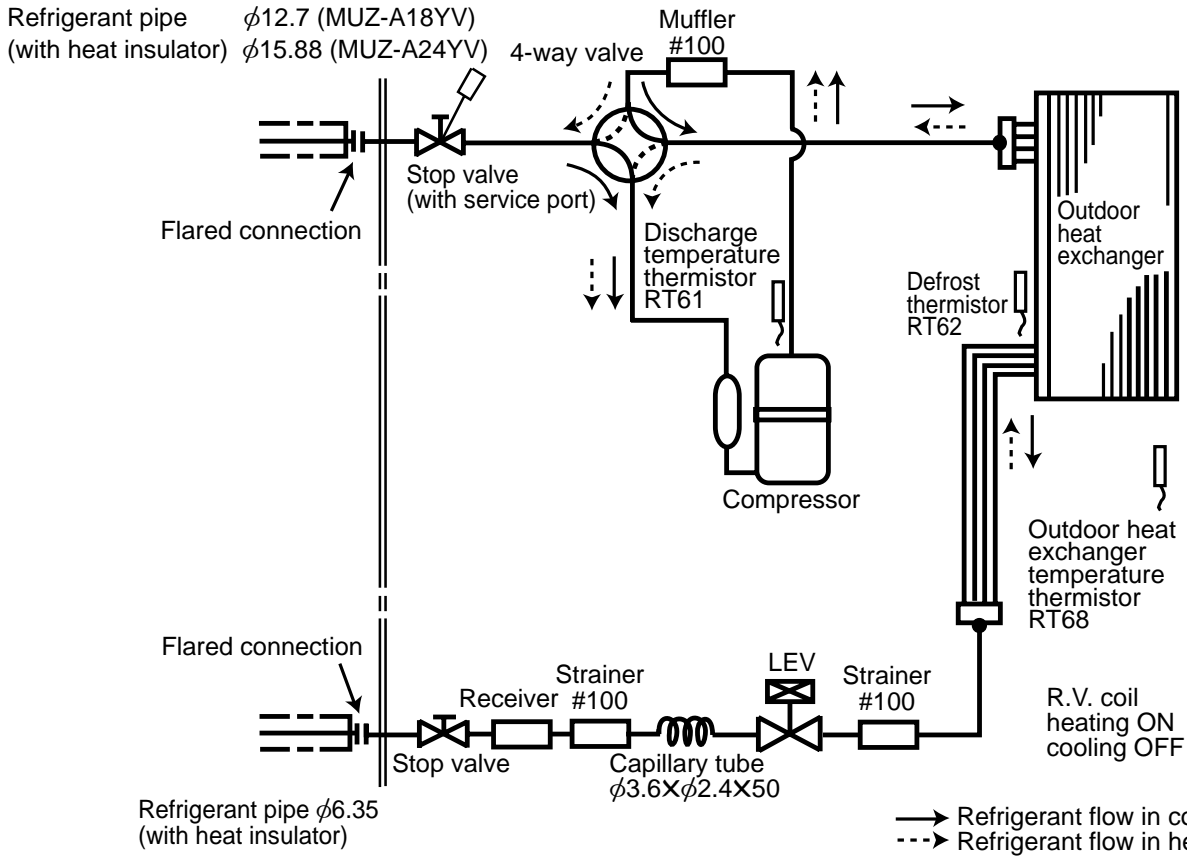 Refrigerant pipe ϕ12.7 (MUZ-A18YV)
(with heat insulator) ϕ15.88 (MUZ-A24YV)
4-way valve
Muffler
#100
Stop valve
(with service port)
Flared connection
Discharge
temperature
thermistor
RT61
Outdoor
heat
exchanger
Defrost
thermistor
RT62
Compressor
Outdoor heat
exchanger
temperature
thermistor
RT68
Flared connection
Receiver
Strainer
#100
LEV
Strainer
#100
R.V. coil
heating ON
cooling OFF
Stop valve
Capillary tube
ϕ3.6×ϕ2.4×50
Refrigerant pipe ϕ6.35
(with heat insulator)
Refrigerant flow in co
Refrigerant flow in he